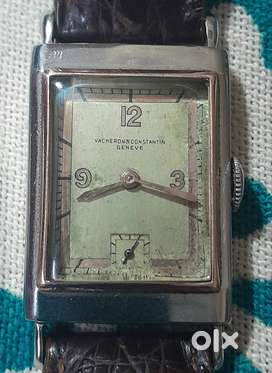 12
VACHERON & CONSTANTIN
GENEVE
9 3
olx